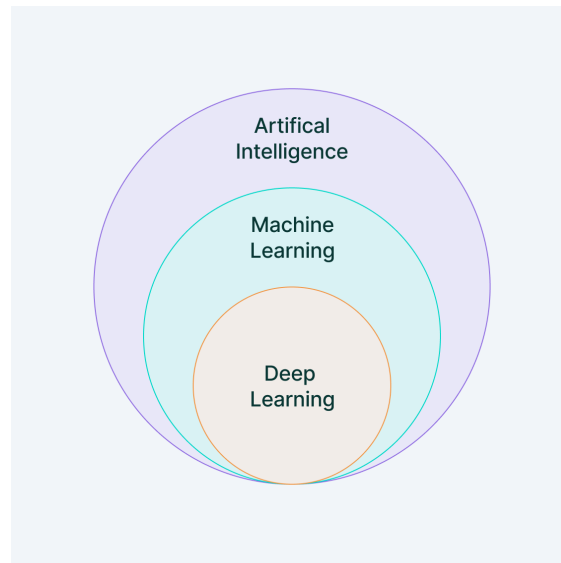 Artifical
Intelligence
Machine
Learning
Deep
Learning